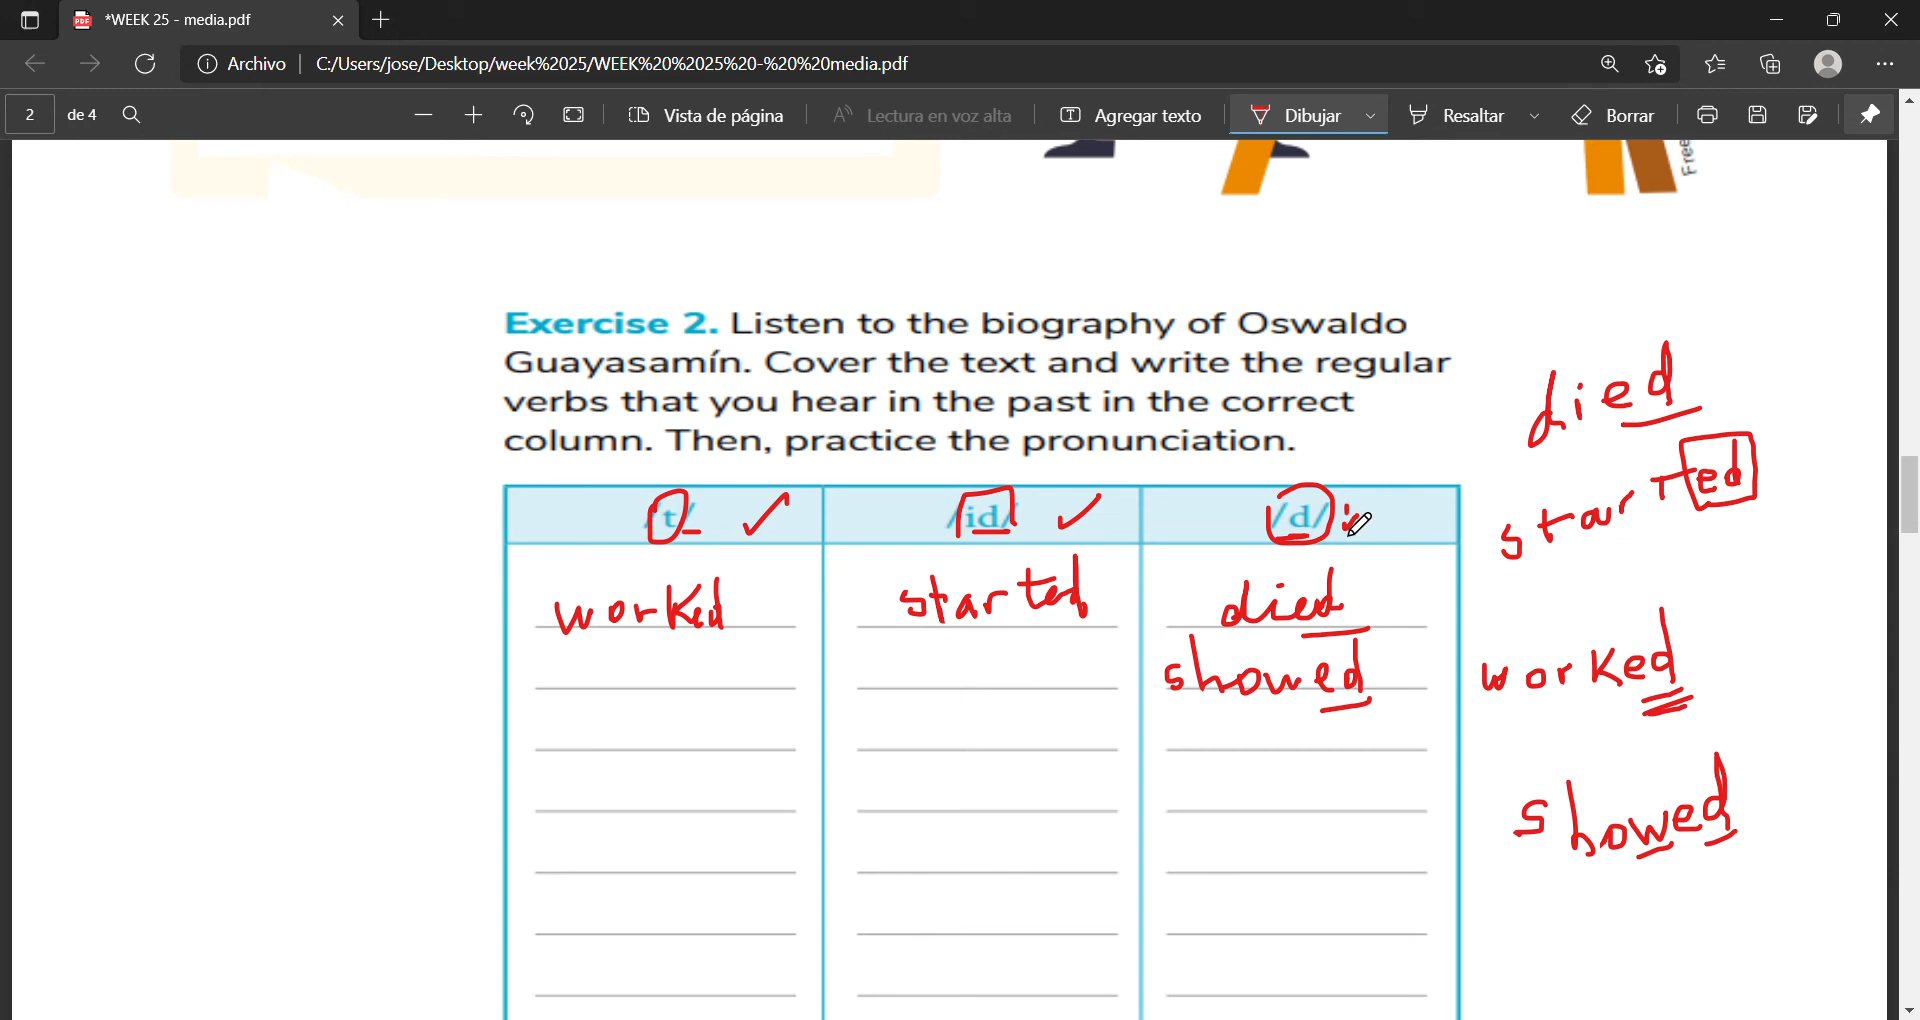 *WEEK 25 - media.pdf
Archivo C:/Users/jose/Desktop/week%2025/WEEK%20%2025%20-%20%20media.pdf
2 de 4 Vista de página Lectura en voz alta Agregar texto Dibujar Resaltar Borrar
Free
Exercise 2. Listen to the biography of Oswaldo
Guayasamín. Cover the text and write the regular
verbs that you hear in the past in the correct
column. Then, practice the pronunciation.
/t/ /id/ /d/
worked started died
showed
died
started
worked
showed